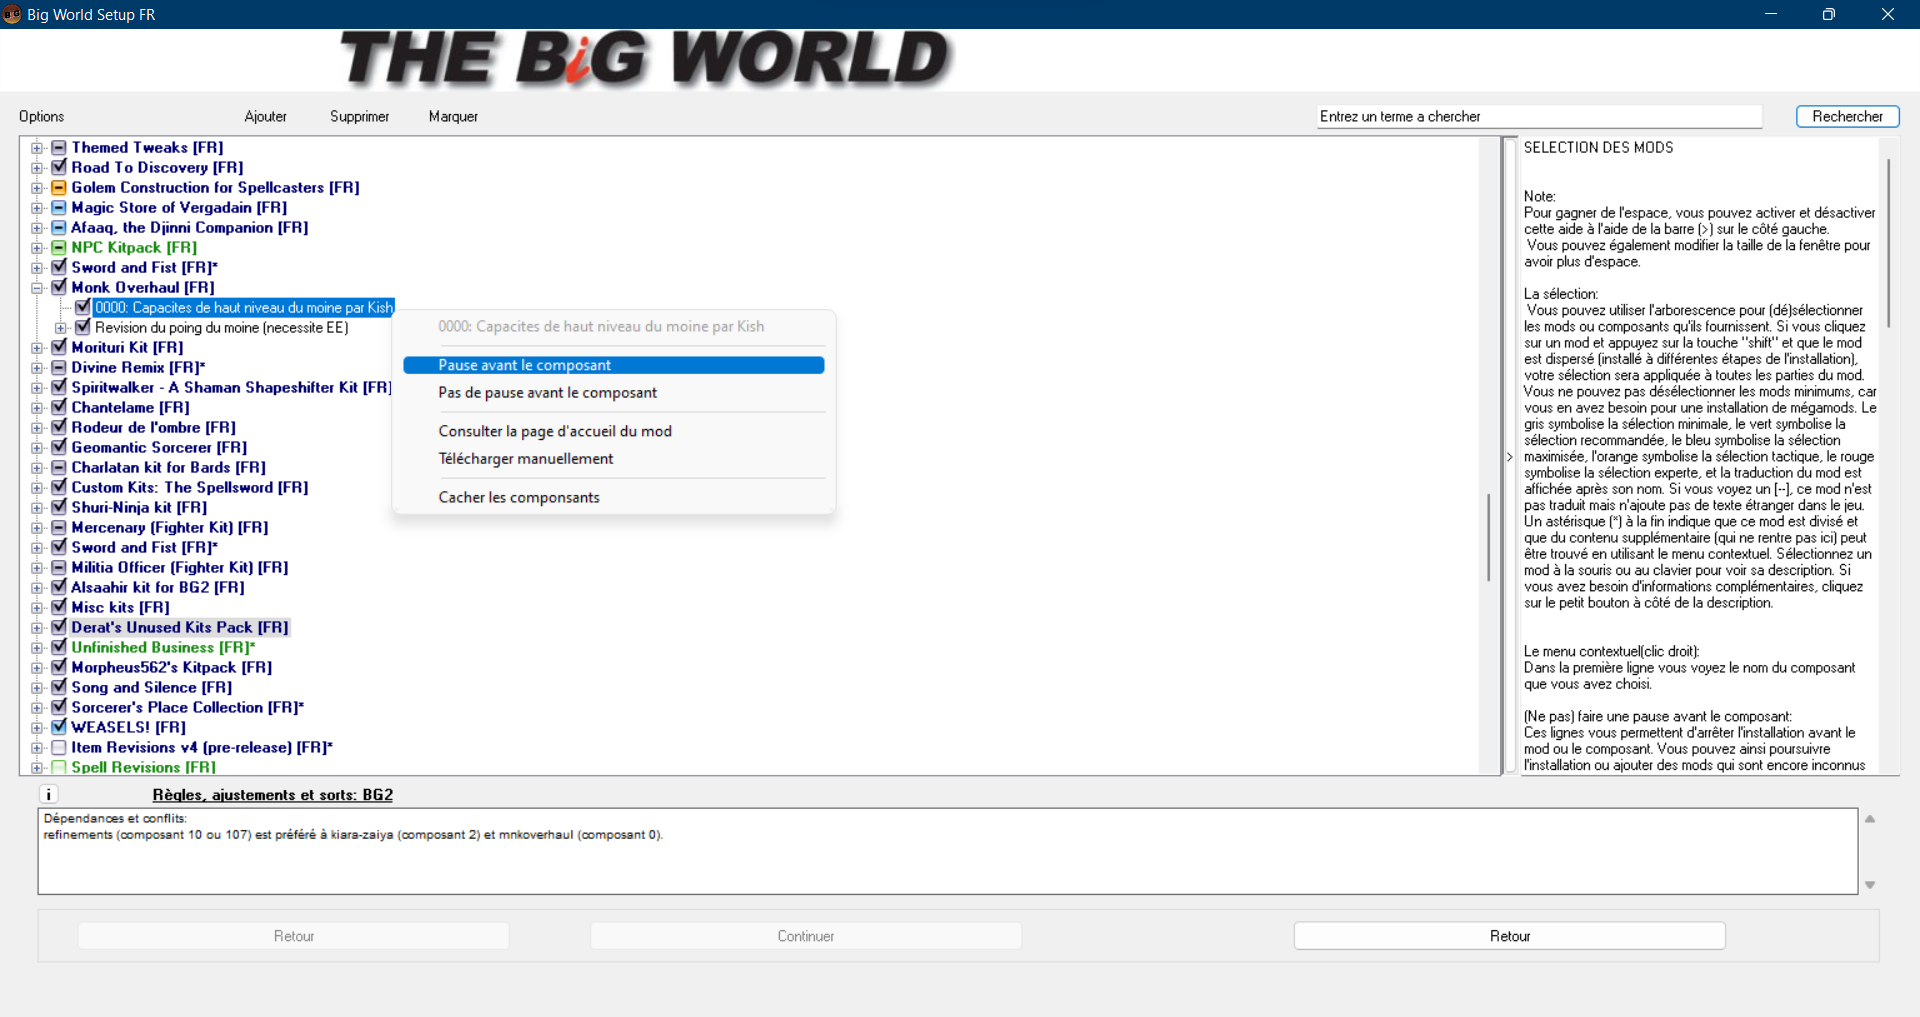 Big World Setup FR
THE BiG WORLD
Options
Ajouter
Supprimer
Marquer
Entrez un terme a chercher
Rechercher
Themed Tweaks [FR]
Road To Discovery [FR]
Golem Construction for Spellcasters [FR]
Magic Store of Vergadain [FR]
Afaaq, the Djinni Companion [FR]
NPC Kitpack [FR]
Sword and Fist [FR]*
Monk Overhaul [FR]
0000: Capacites de haut niveau du moine par Kish
Revision du poing du moine (necessite EE)
Morituri Kit [FR]
Divine Remix [FR]*
Spiritwalker - A Shaman Shapeshifter Kit [FR]
Chantelame [FR]
Rodeur de l'ombre [FR]
Geomantic Sorcerer [FR]
Charlatan kit for Bards [FR]
Custom Kits: The Spellsword [FR]
Shuri-Ninja kit [FR]
Mercenary (Fighter Kit) [FR]
Sword and Fist [FR]*
Militia Officer (Fighter Kit) [FR]
Alsaahir kit for BG2 [FR]
Misc kits [FR]
Derat's Unused Kits Pack [FR]
Unfinished Business [FR]*
Morpheus562's Kitpack [FR]
Song and Silence [FR]
Sorcerer's Place Collection [FR]*
WEASELS! [FR]
Item Revisions v4 (pre-release) [FR]*
Spell Revisions [FR]
0000: Capacites de haut niveau du moine par Kish
Pause avant le composant
Pas de pause avant le composant
Consulter la page d'accueil du mod
Télécharger manuellement
Cacher les componsants
>
SELECTION DES MODS
Note:
Pour gagner de l'espace, vous pouvez activer et désactiver
cette aide à l'aide de la barre (>) sur le côté gauche.
Vous pouvez également modifier la taille de la fenêtre pour
avoir plus d'espace.
La sélection:
Vous pouvez utiliser l'arborescence pour (dé)sélectionner
les mods ou composants qu'ils fournissent. Si vous cliquez
sur un mod et appuyez sur la touche "shift" et que le mod
est dispersé (installé à différentes étapes de l'installation),
votre sélection sera appliquée à toutes les parties du mod.
Vous ne pouvez pas désélectionner les mods minimums, car
vous en avez besoin pour une installation de mégamods. Le
gris symbolise la sélection minimale, le vert symbolise la
sélection recommandée, le bleu symbolise la sélection
maximisée, l'orange symbolise la sélection tactique, le rouge
symbolise la sélection experte, et la traduction du mod est
affichée après son nom. Si vous voyez un [--], ce mod n'est
pas traduit mais n'ajoute pas de texte étranger dans le jeu.
Un astérisque (*) à la fin indique que ce mod est divisé et
que du contenu supplémentaire (qui ne rentre pas ici) peut
être trouvé en utilisant le menu contextuel. Sélectionnez un
mod à la souris ou au clavier pour voir sa description. Si
vous avez besoin d'informations complémentaires, cliquez
sur le petit bouton à côté de la description.
Le menu contextuel(clic droit):
Dans la première ligne vous voyez le nom du composant
que vous avez choisi.
(Ne pas) faire une pause avant le composant:
Ces lignes vous permettent d'arrêter l'installation avant le
mod ou le composant. Vous pouvez ainsi poursuivre
l'installation ou ajouter des mods qui sont encore inconnus
i
Règles, ajustements et sorts: BG2
Dépendances et conflits:
refinements (composant 10 ou 107) est préféré à kiara-zaiya (composant 2) et mnkoverhaul (composant 0).
Retour
Continuer
Retour